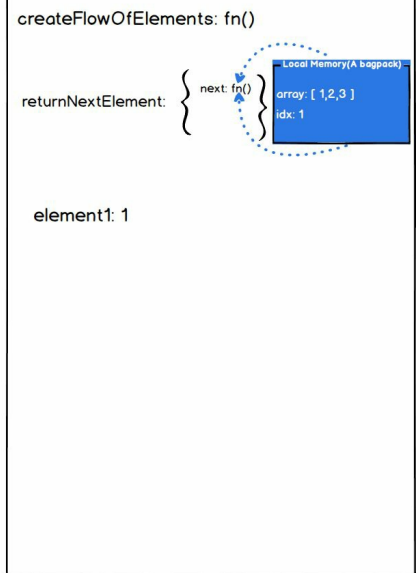 createFlowOfElements: fn()
Local Memory(A bagpack)
returnNextElement: { next: fn() }
array: [ 1,2,3 ]
idx: 1
element1: 1